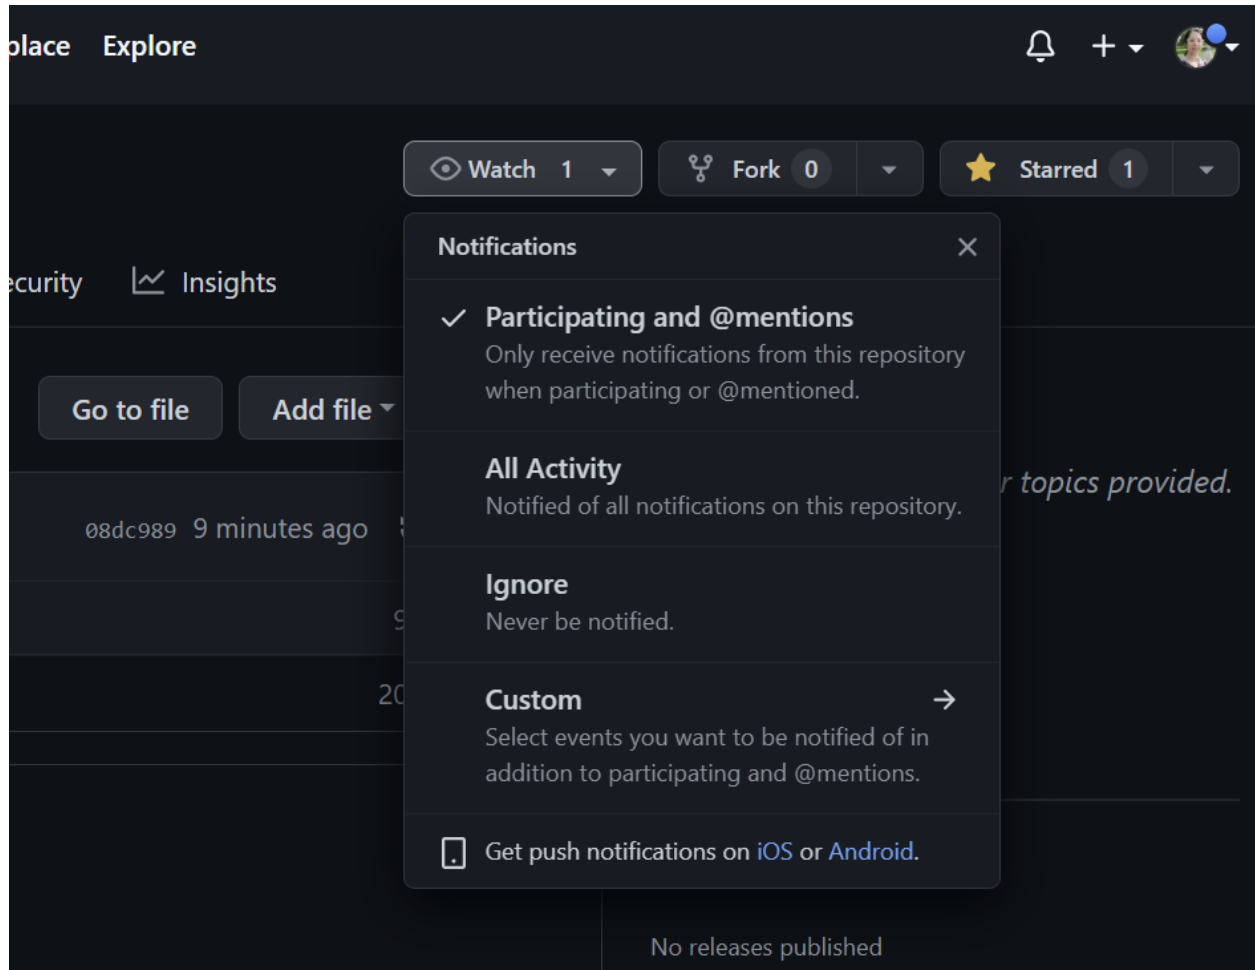 Explore
Watch 1
Fork 0
Starred 1
Notifications
Insights
Participating and @mentions
Only receive notifications from this repository
when participating or @mentioned.
Go to file
Add file
All Activity
Notified of all notifications on this repository.
topics provided.
08dc989 9 minutes ago
Ignore
Never be notified.
Custom
Select events you want to be notified of in
addition to participating and @mentions.
Get push notifications on iOS or Android.
No releases published